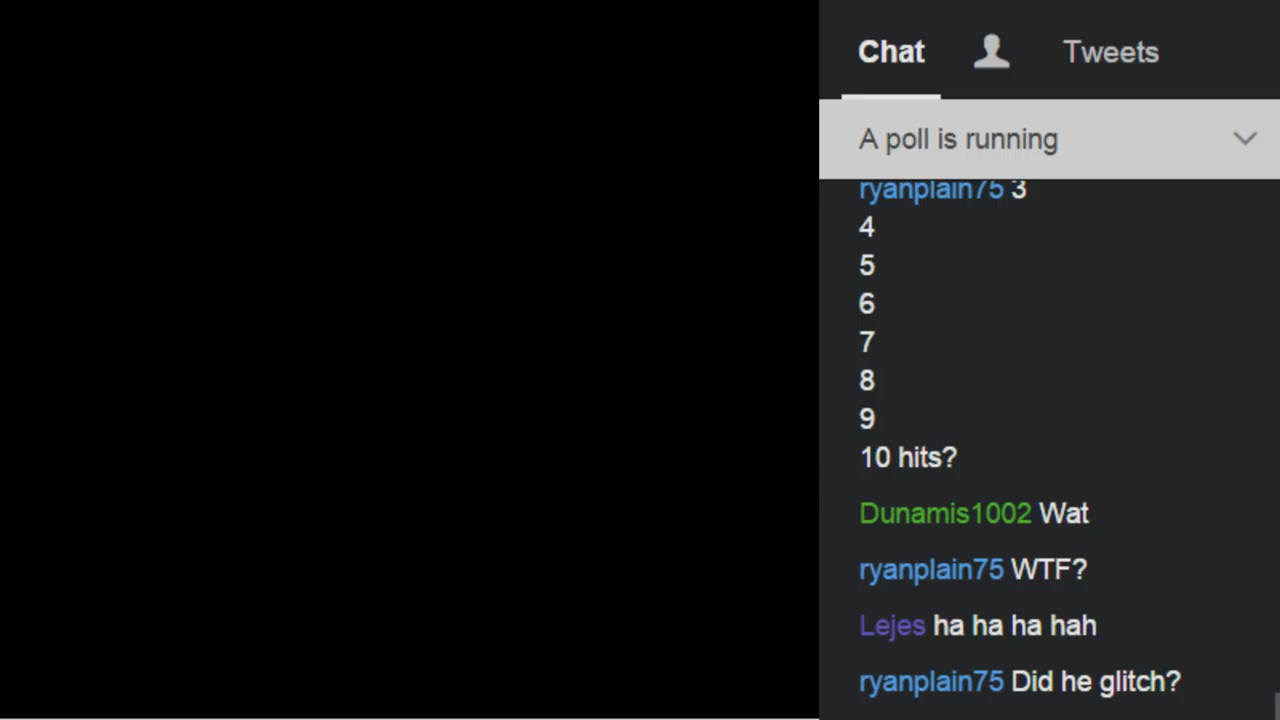 Chat Tweets
A poll is running
ryanplain75 3
4
5
6
7
8
9
10 hits?
Dunamis1002 Wat
ryanplain75 WTF?
Lejes ha ha ha hah
ryanplain75 Did he glitch?